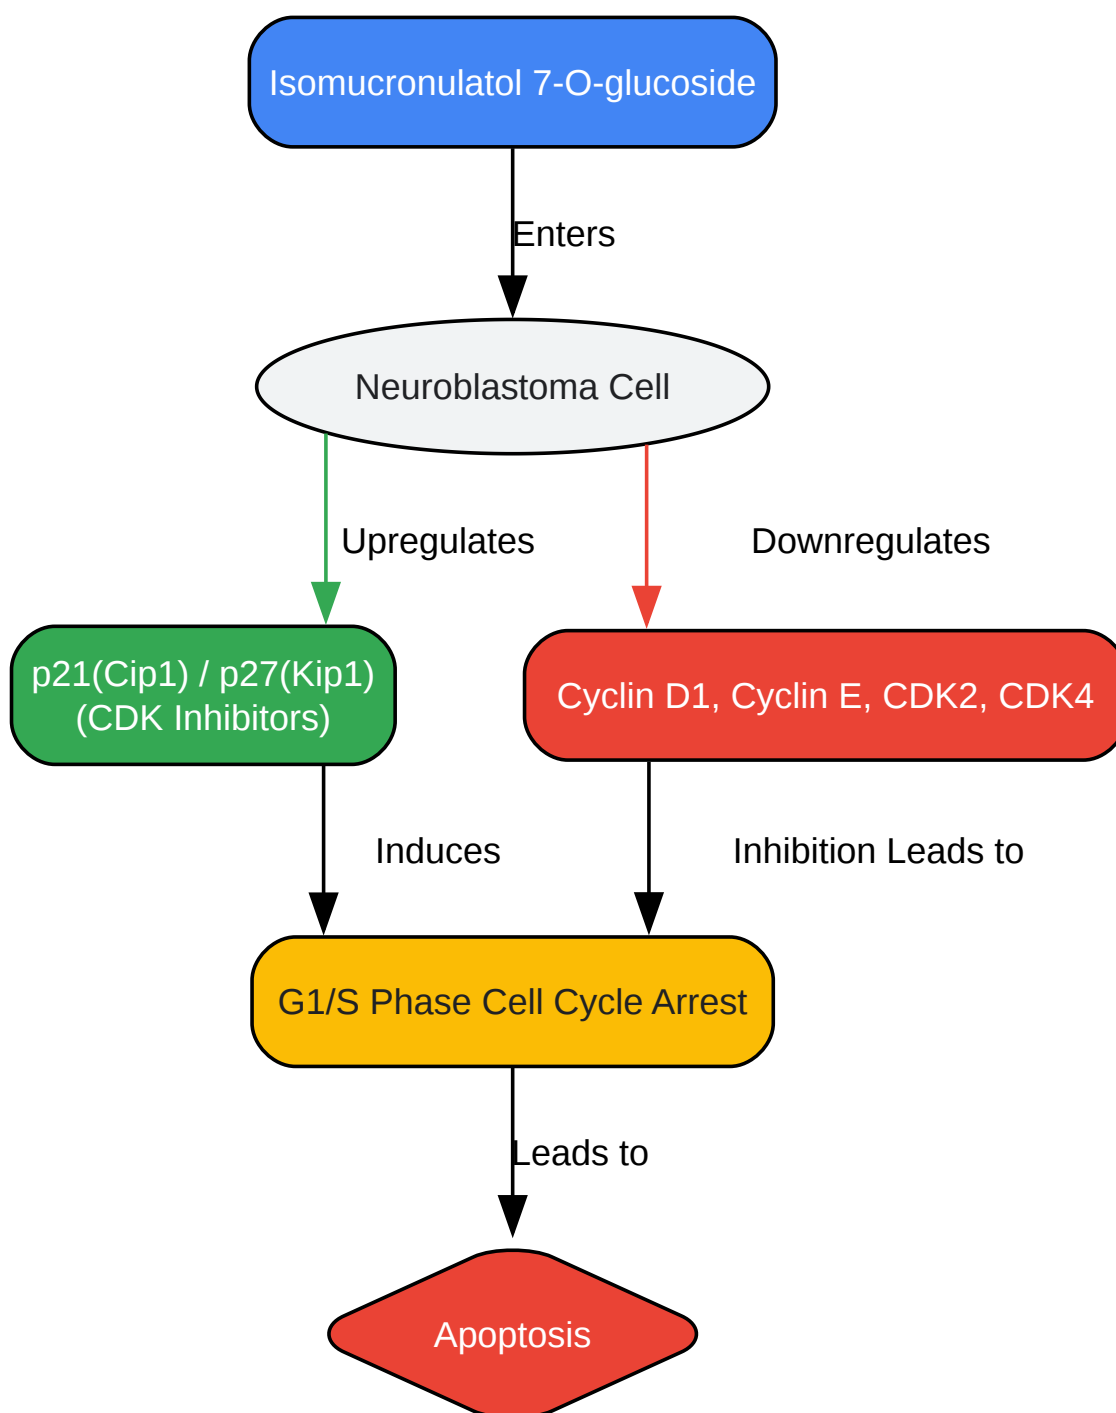 Isomucronulatol 7-O-glucoside
Enters
Neuroblastoma Cell
Upregulates
Downregulates
p21(Cip1) / p27(Kip1)
(CDK Inhibitors)
Cyclin D1, Cyclin E, CDK2, CDK4
Induces
Inhibition Leads to
G1/S Phase Cell Cycle Arrest
Leads to
Apoptosis